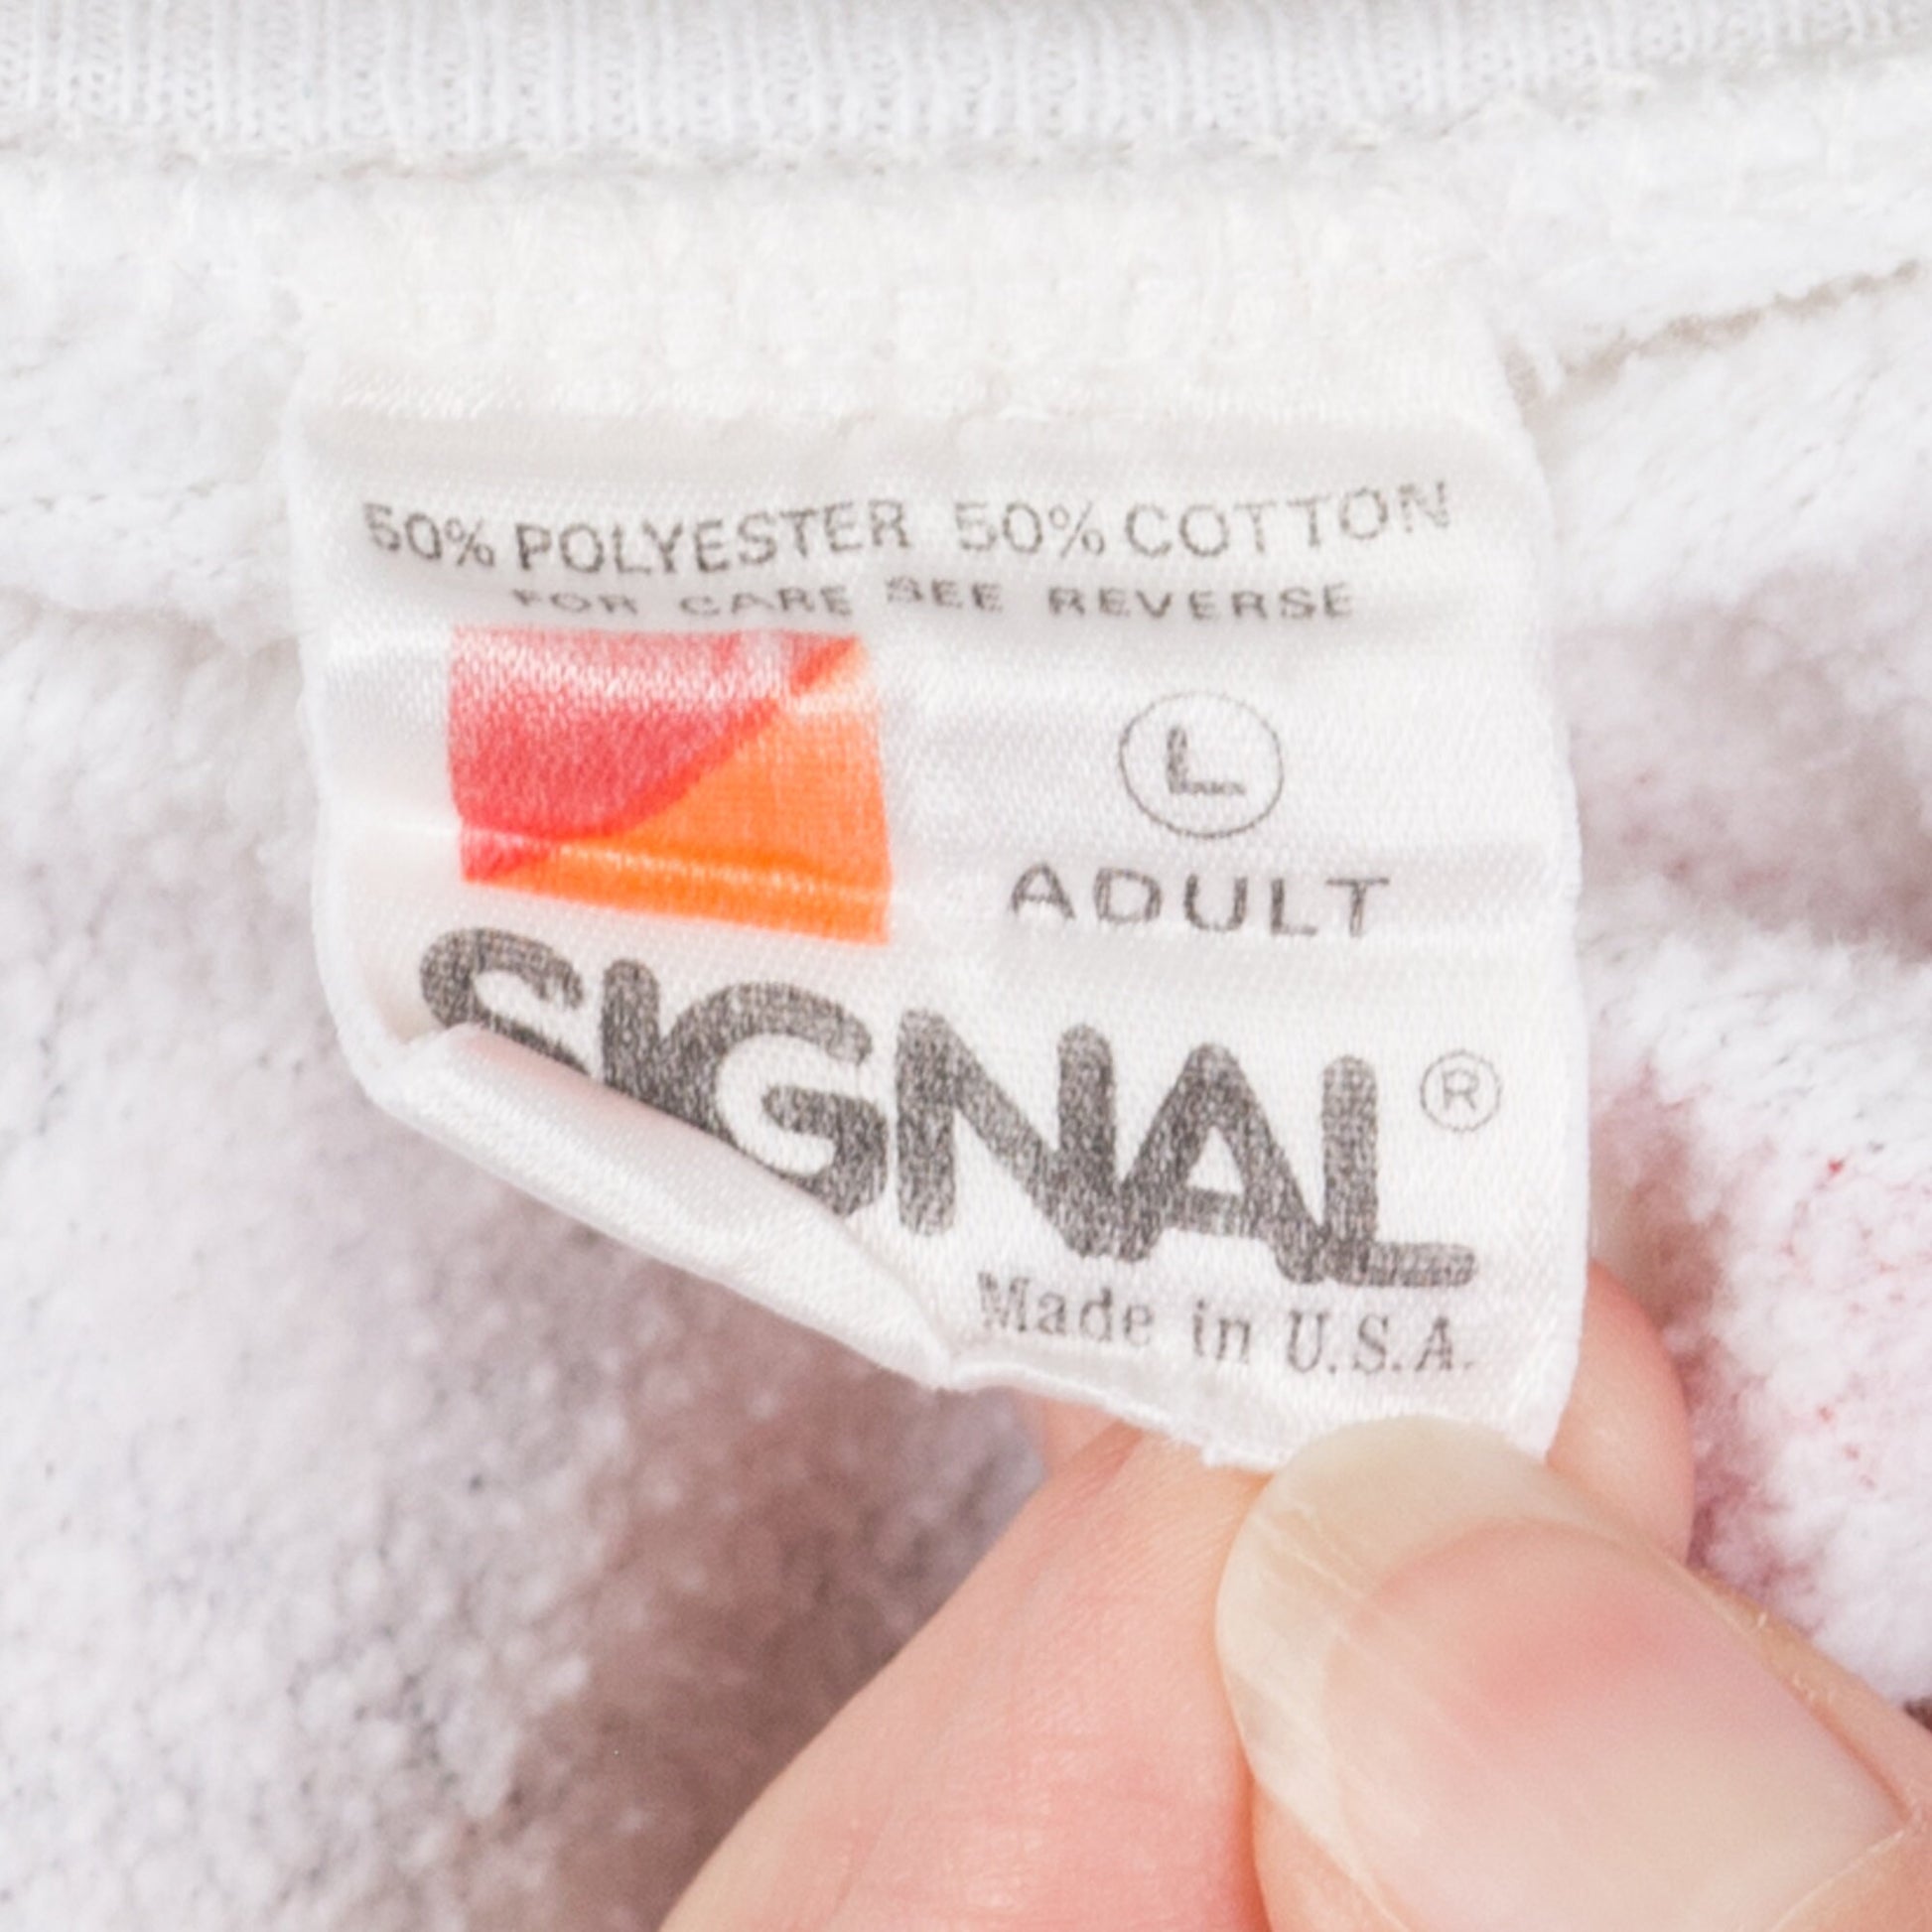 50% POLYESTER 50% COTTON
FOR CARE SEE REVERSE
L
ADULT
SIGNAL ®
Made in U.S.A.